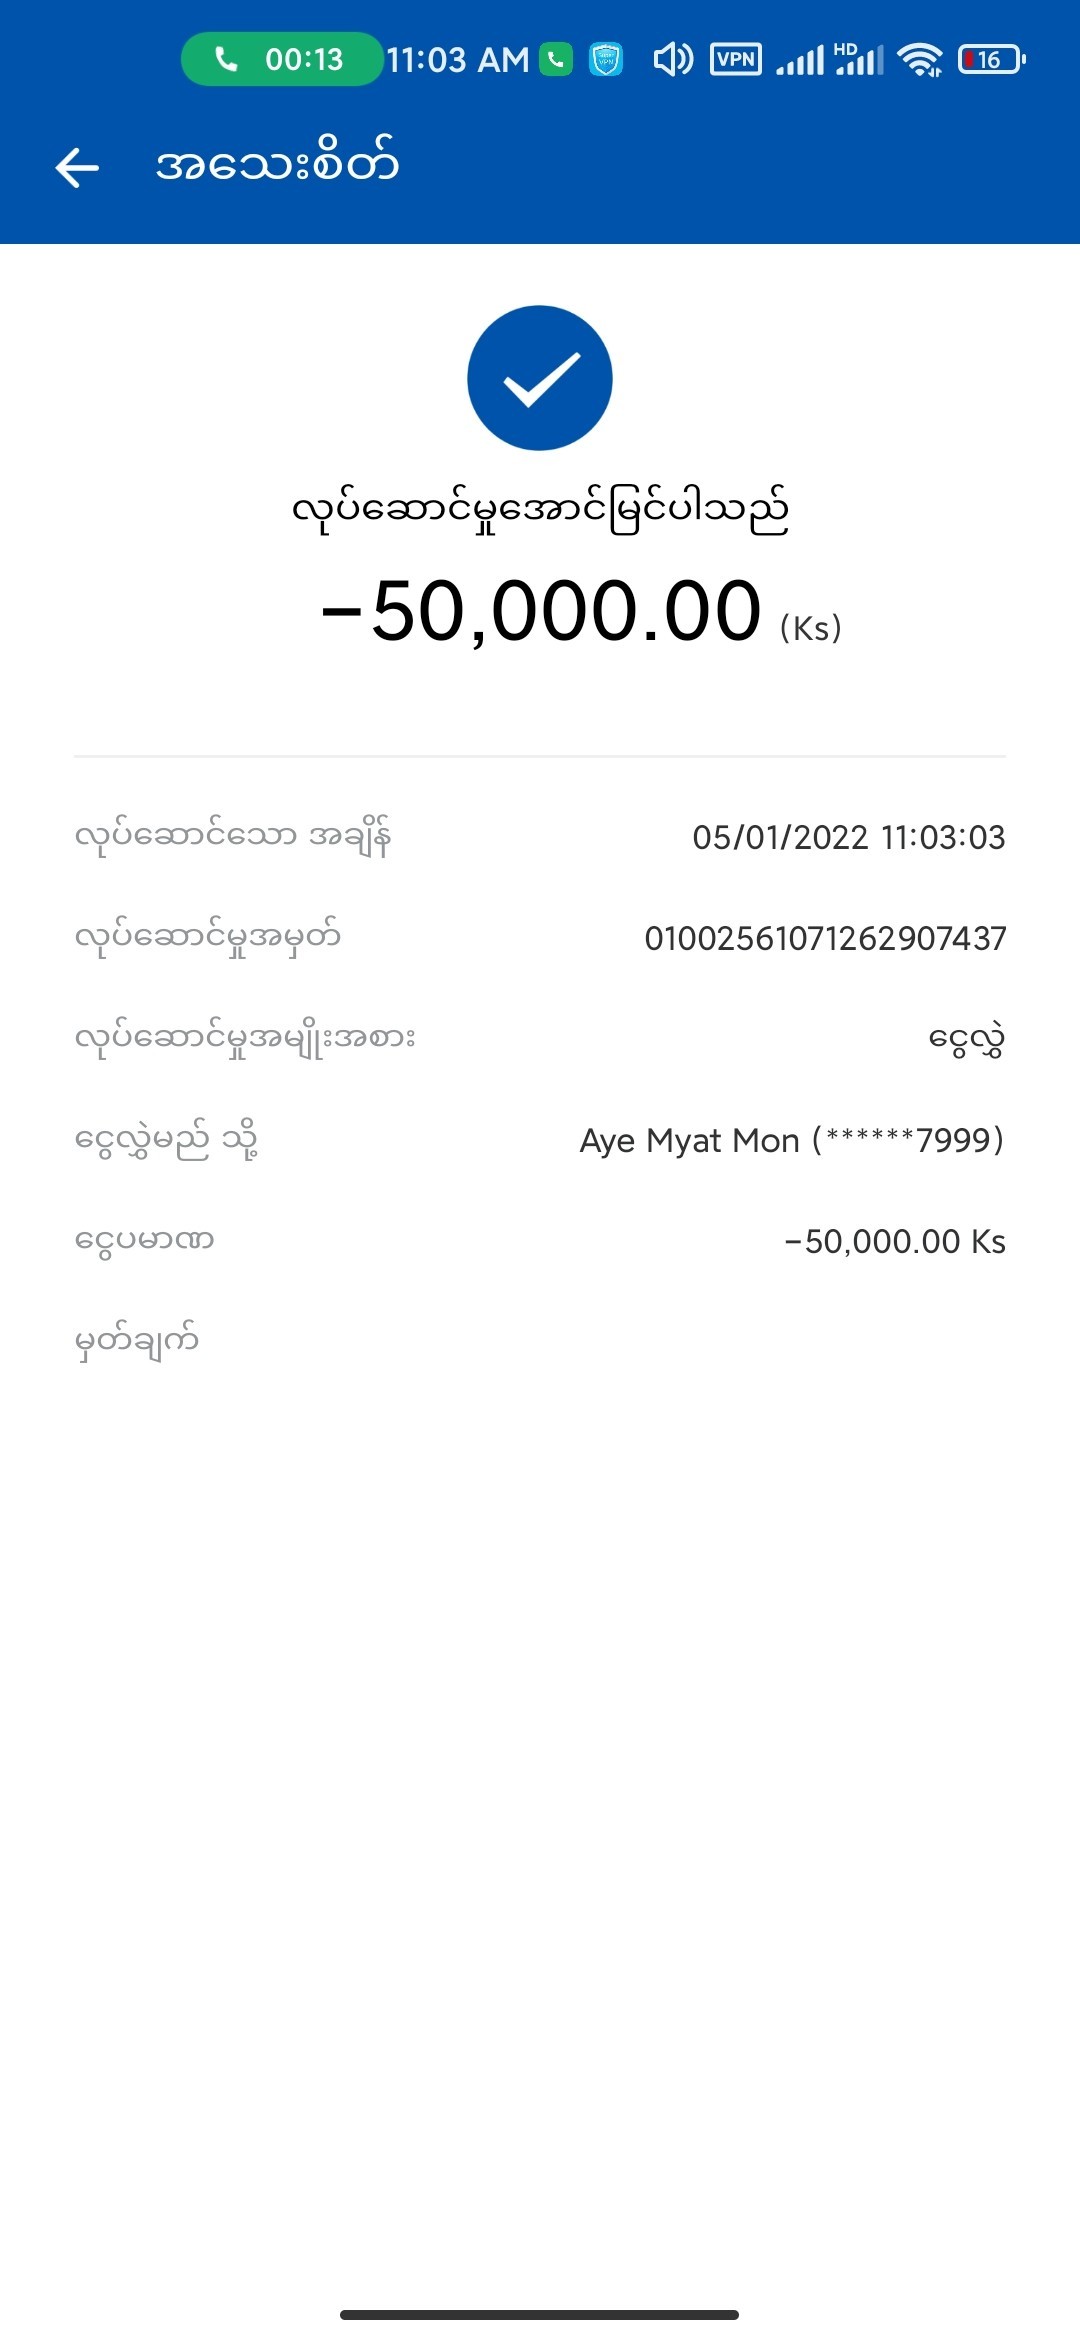 00:13 11:03 AM VPN HD 16
အသေးစိတ်
လုပ်ဆောင်မှုအောင်မြင်ပါသည်
-50,000.00 (Ks)
လုပ်ဆောင်သော အချိန် 05/01/2022 11:03:03
လုပ်ဆောင်မှုအမှတ် 01002561071262907437
လုပ်ဆောင်မှုအမျိုးအစား ငွေလွှဲ
ငွေလွှဲမည် သို့ Aye Myat Mon (******7999)
ငွေပမာဏ -50,000.00 Ks
မှတ်ချက်